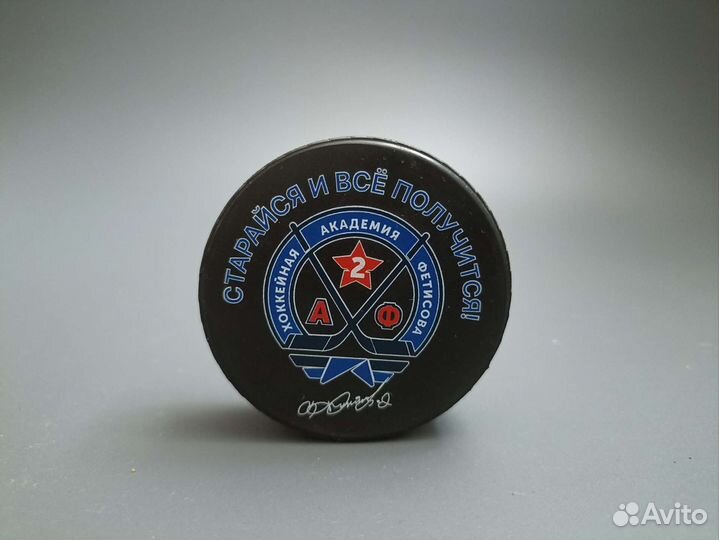 СТАРАЙСЯ И ВСЁ ПОЛУЧИТСЯ!
ХОККЕЙНАЯ АКАДЕМИЯ ФЕТИСОВА
2
А Ф
Avito